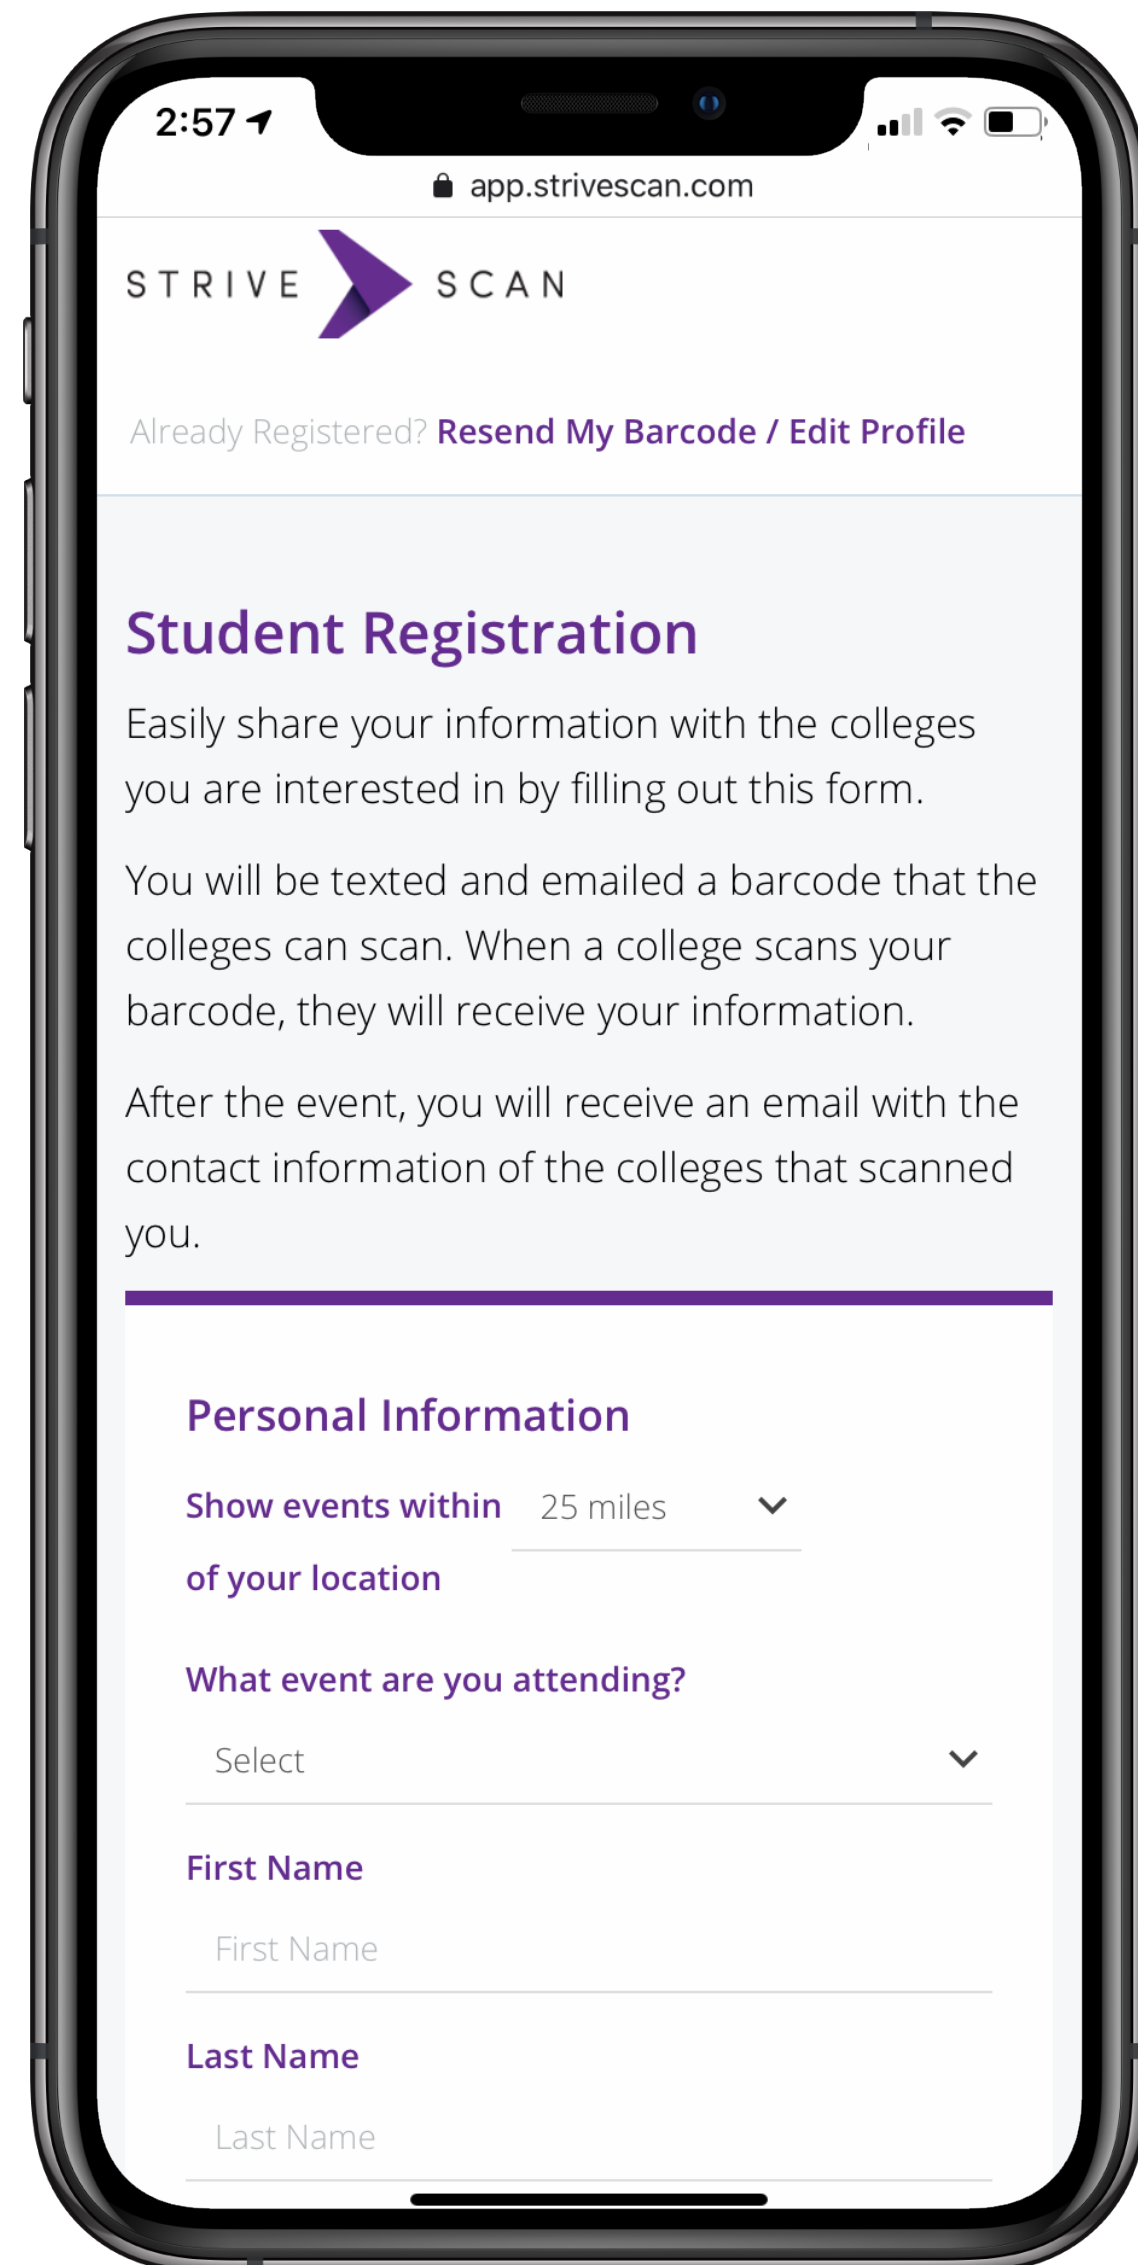 2:57
app.strivescan.com
STRIVE SCAN
Already Registered? Resend My Barcode / Edit Profile
Student Registration
Easily share your information with the colleges
you are interested in by filling out this form.
You will be texted and emailed a barcode that the
colleges can scan. When a college scans your
barcode, they will receive your information.
After the event, you will receive an email with the
contact information of the colleges that scanned
you.
Personal Information
Show events within 25 miles
of your location
What event are you attending?
Select
First Name
First Name
Last Name
Last Name